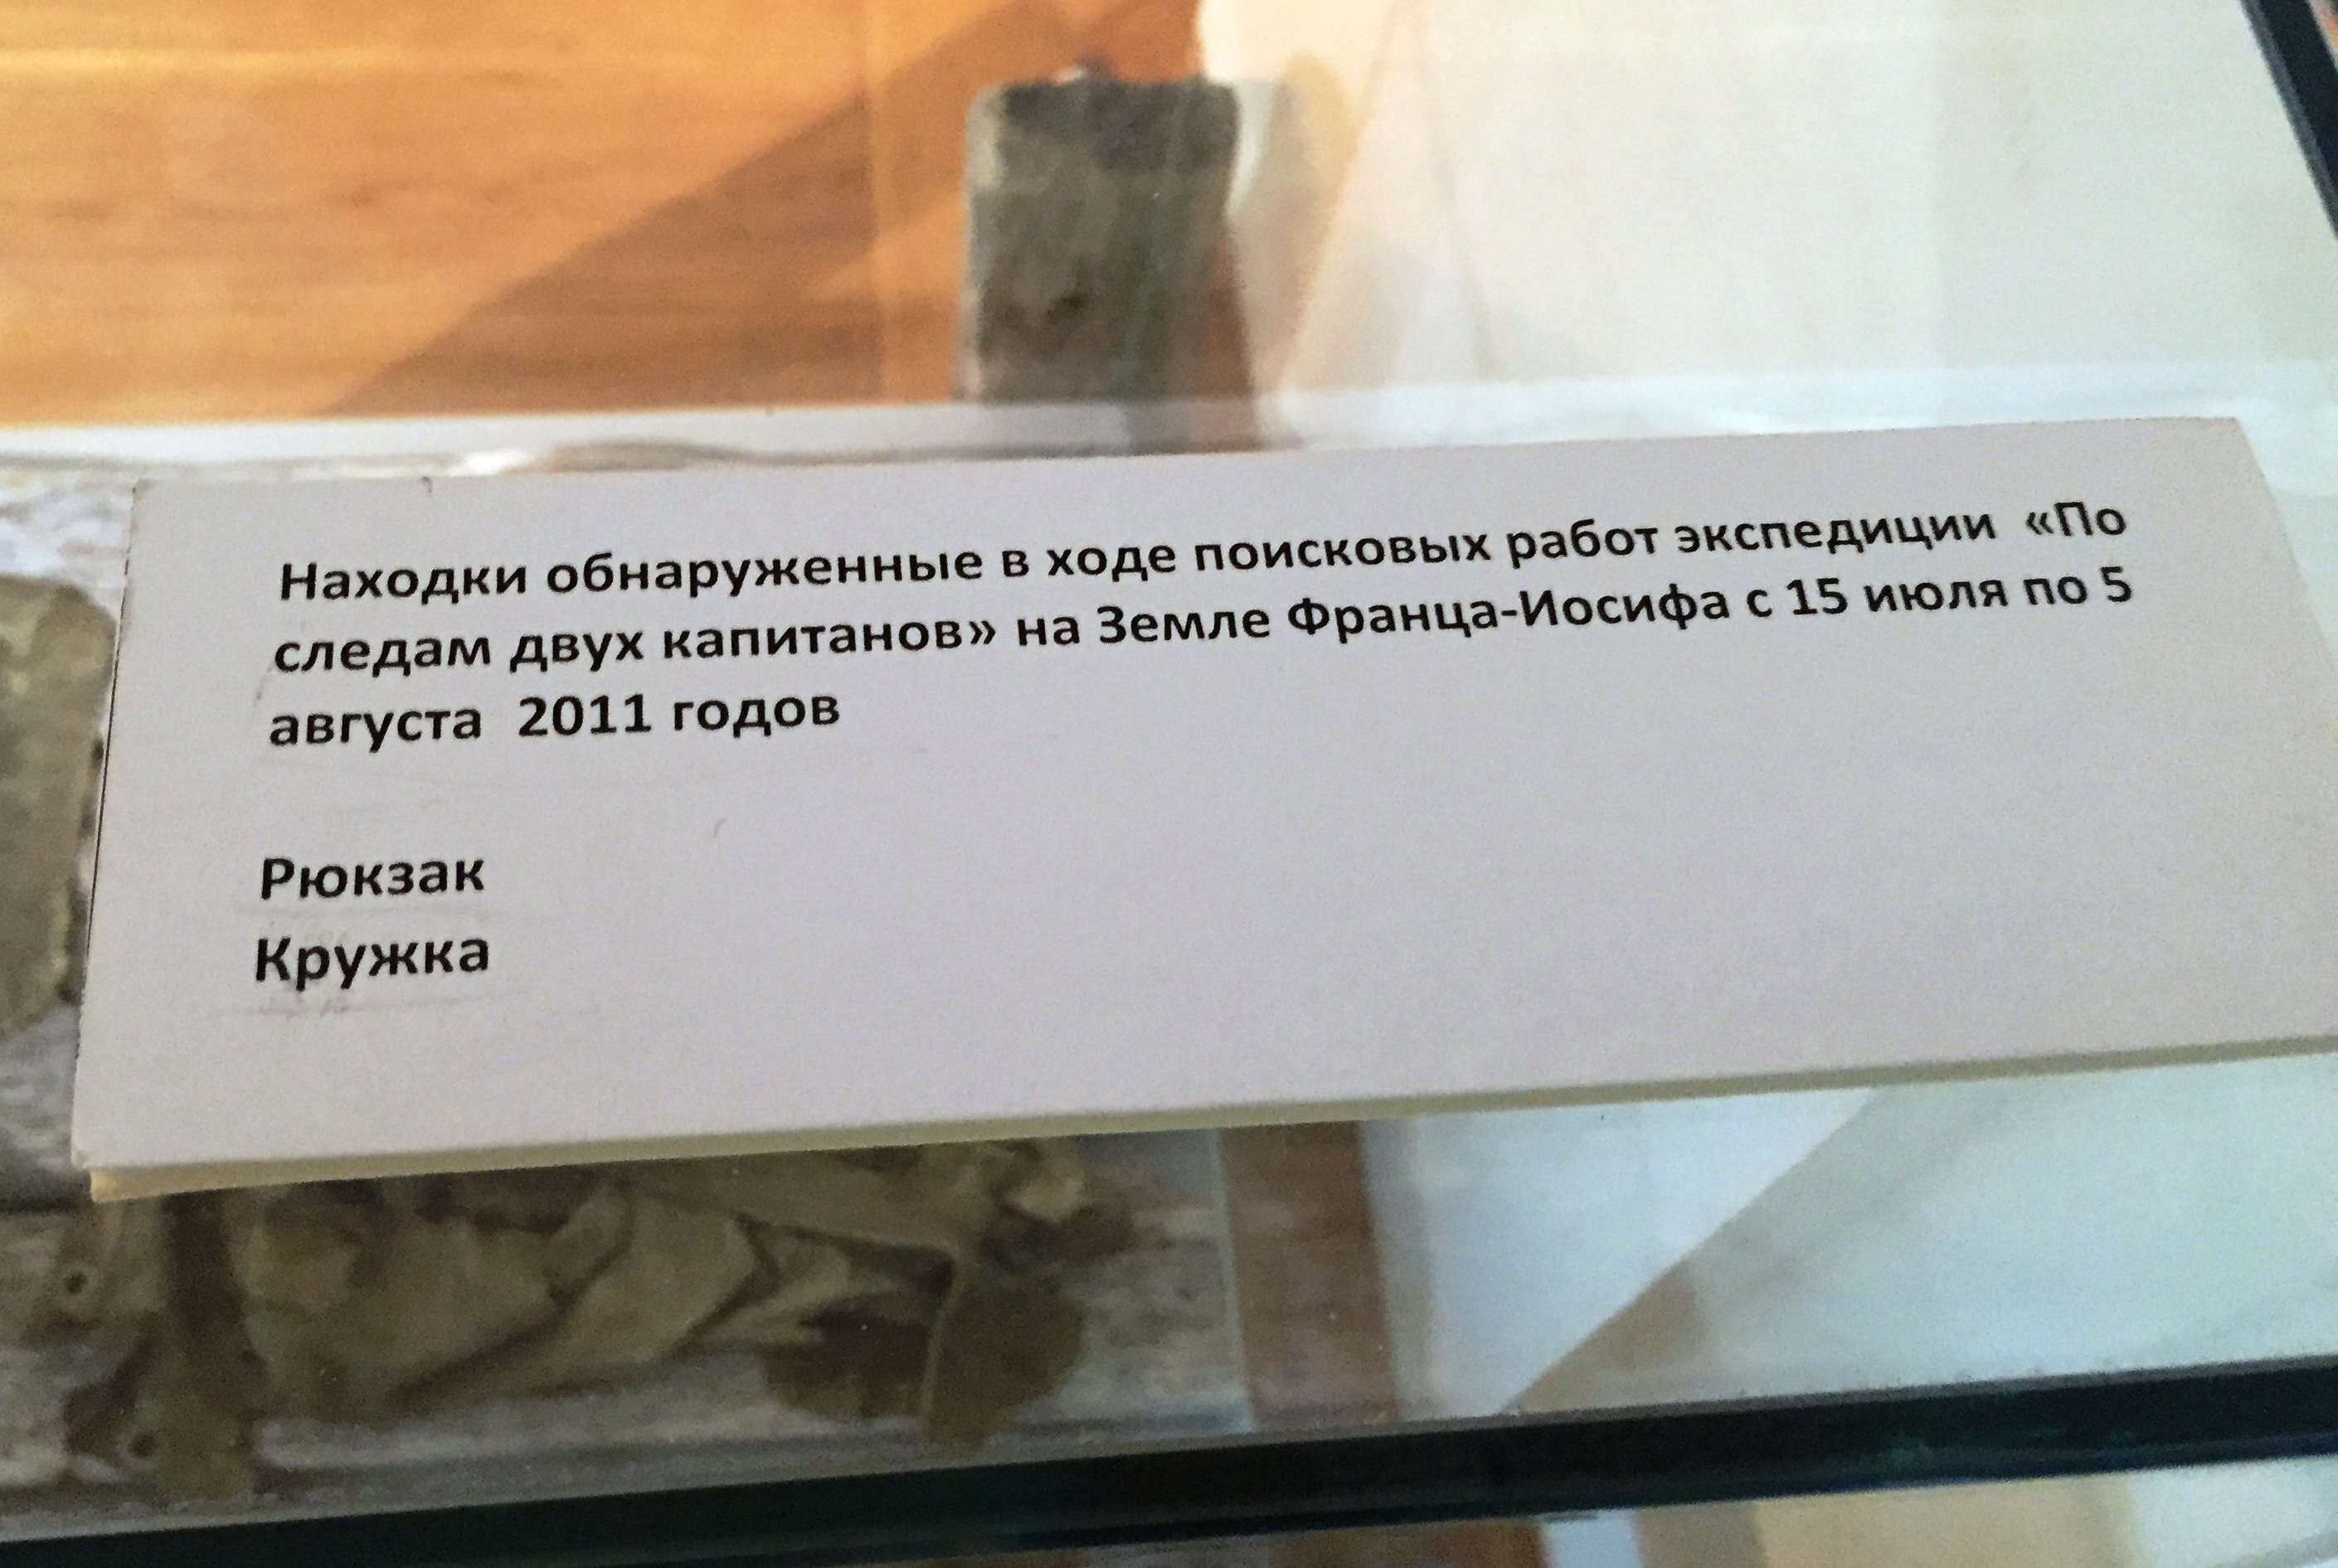 Находки обнаруженные в ходе поисковых работ экспедиции «По
следам двух капитанов» на Земле Франца-Иосифа с 15 июля по 5
августа 2011 годов
Рюкзак
Кружка